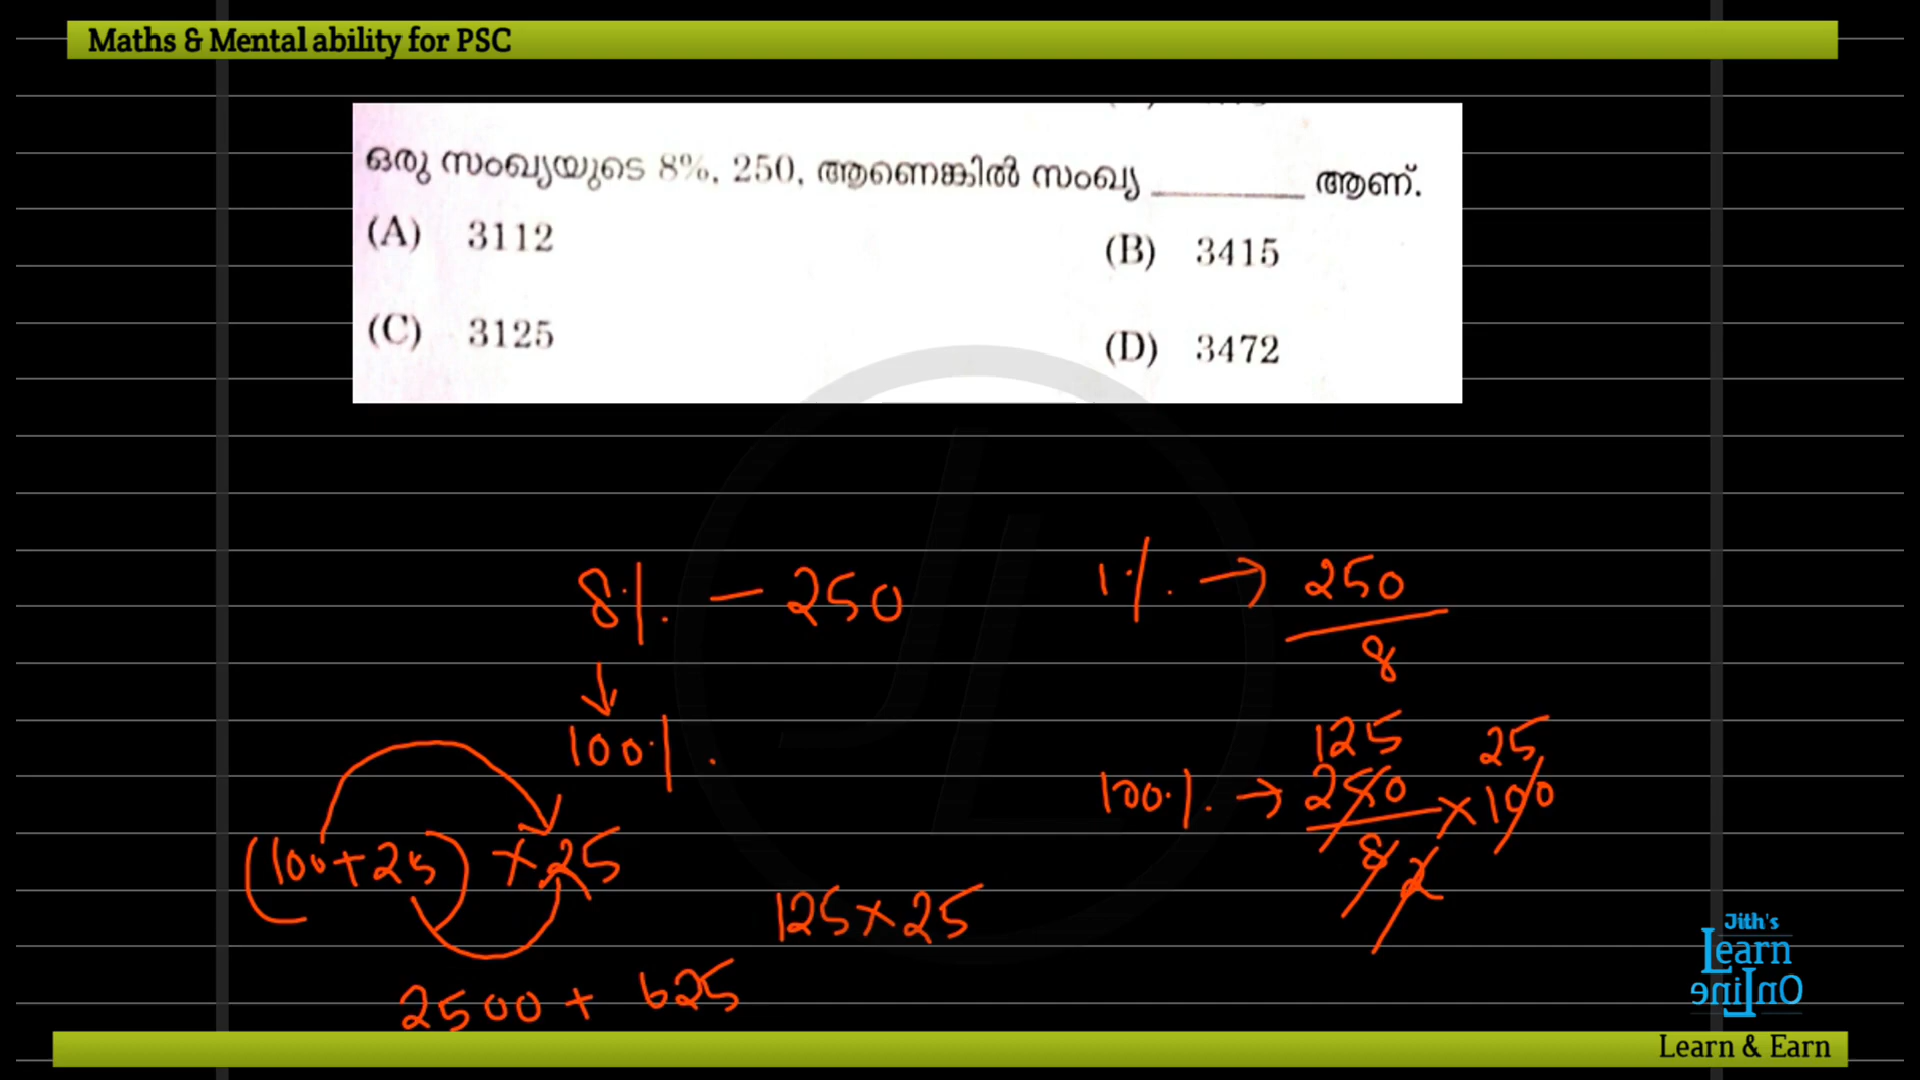 Maths & Mental ability for PSC
ഒരു സംഖ്യയുടെ 8%, 250, ആണെങ്കിൽ സംഖ്യ ________ ആണ്.
(A) 3112 (B) 3415
(C) 3125 (D) 3472
8% – 250
↓
100%.
1% → 250/8
125 25
100% → 250/8 × 100
2
(100+25) × 25
125 × 25
2500 + 625
Jith's
Learn
OnLine
Learn & Earn